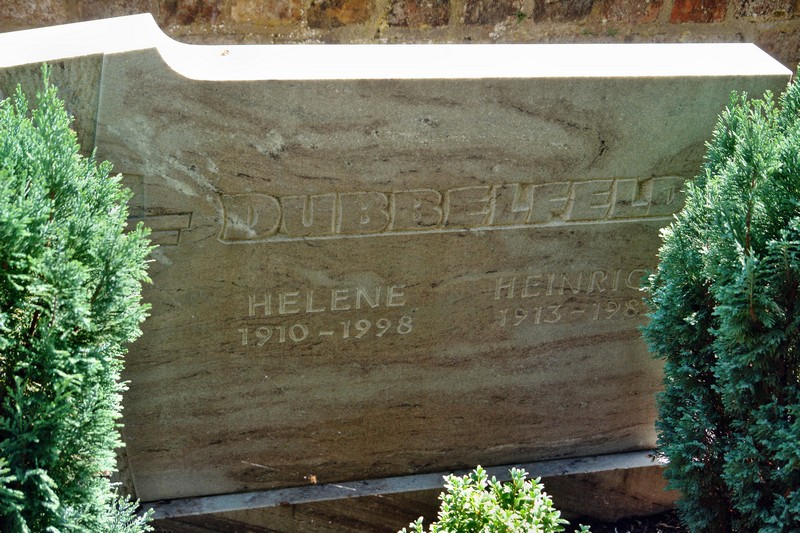 DUBBELFELD
HELENE HEINRIC
1910 - 1998 1913 - 198